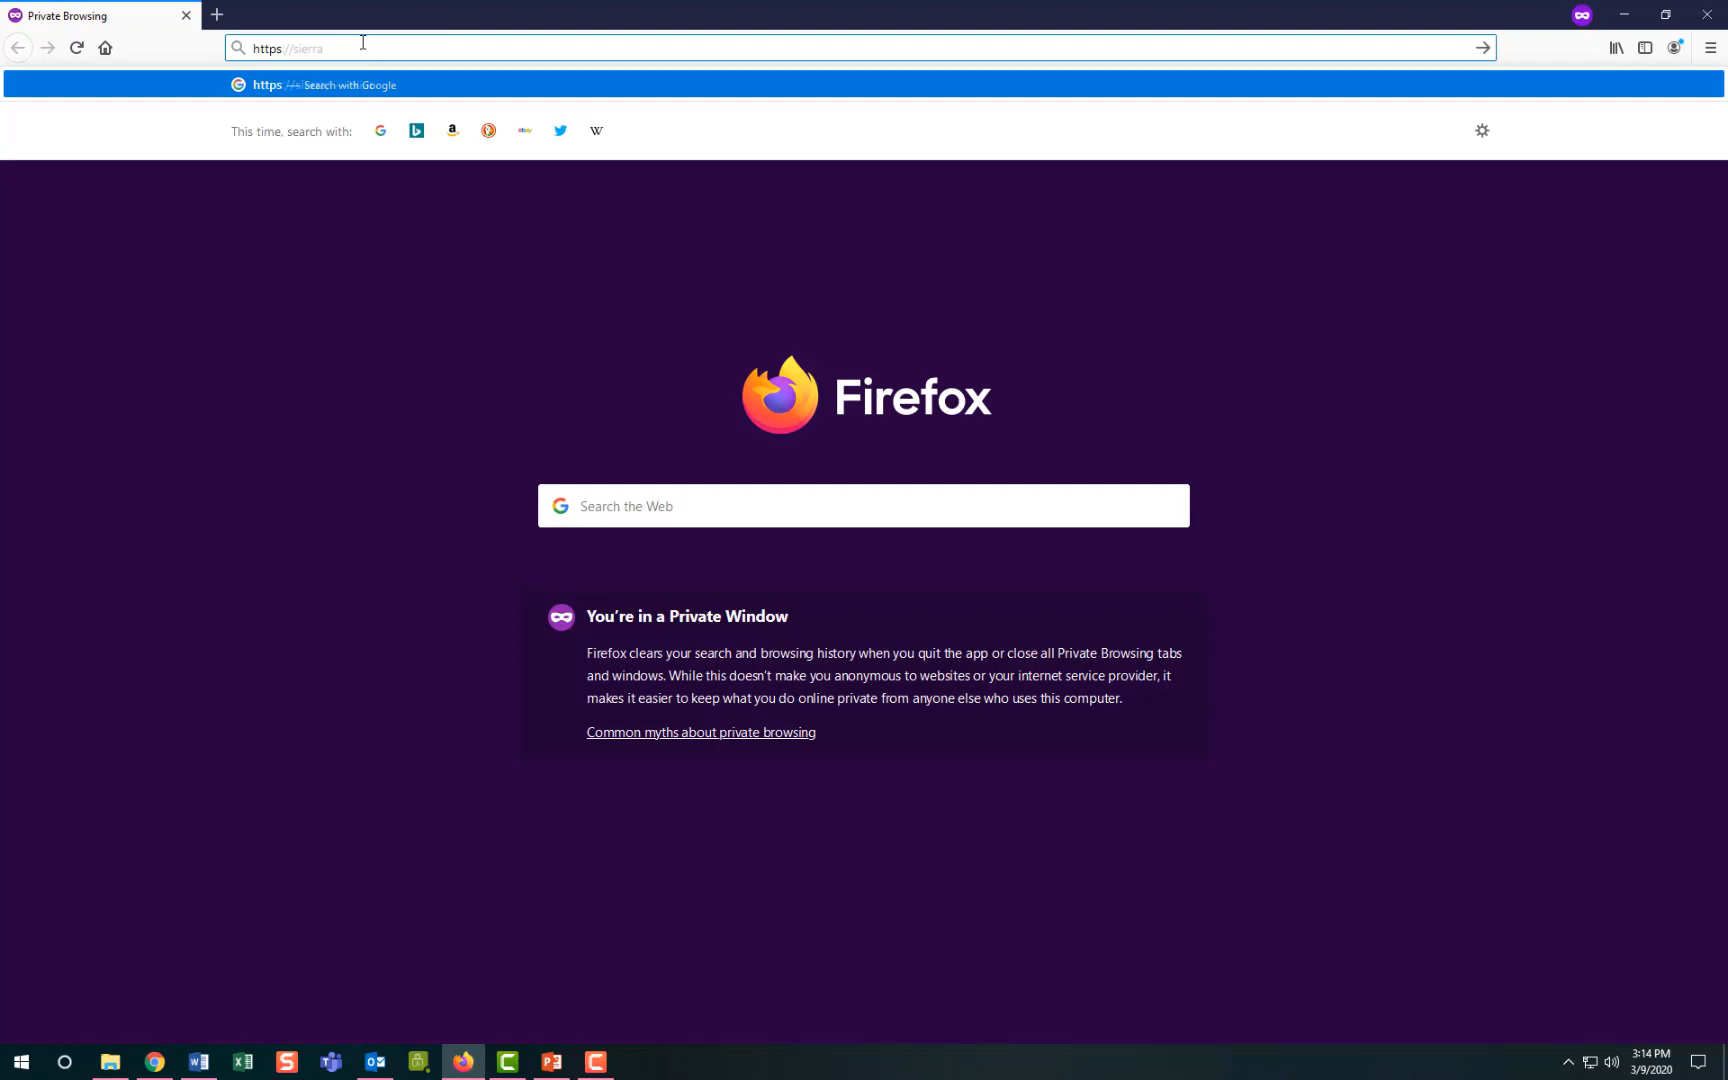 Private Browsing
https://sierra
https Search with Google
This time, search with:
ebay
W
Firefox
Search the Web
You're in a Private Window
Firefox clears your search and browsing history when you quit the app or close all Private Browsing tabs
and windows. While this doesn't make you anonymous to websites or your internet service provider, it
makes it easier to keep what you do online private from anyone else who uses this computer.
Common myths about private browsing
3:14 PM
3/9/2020